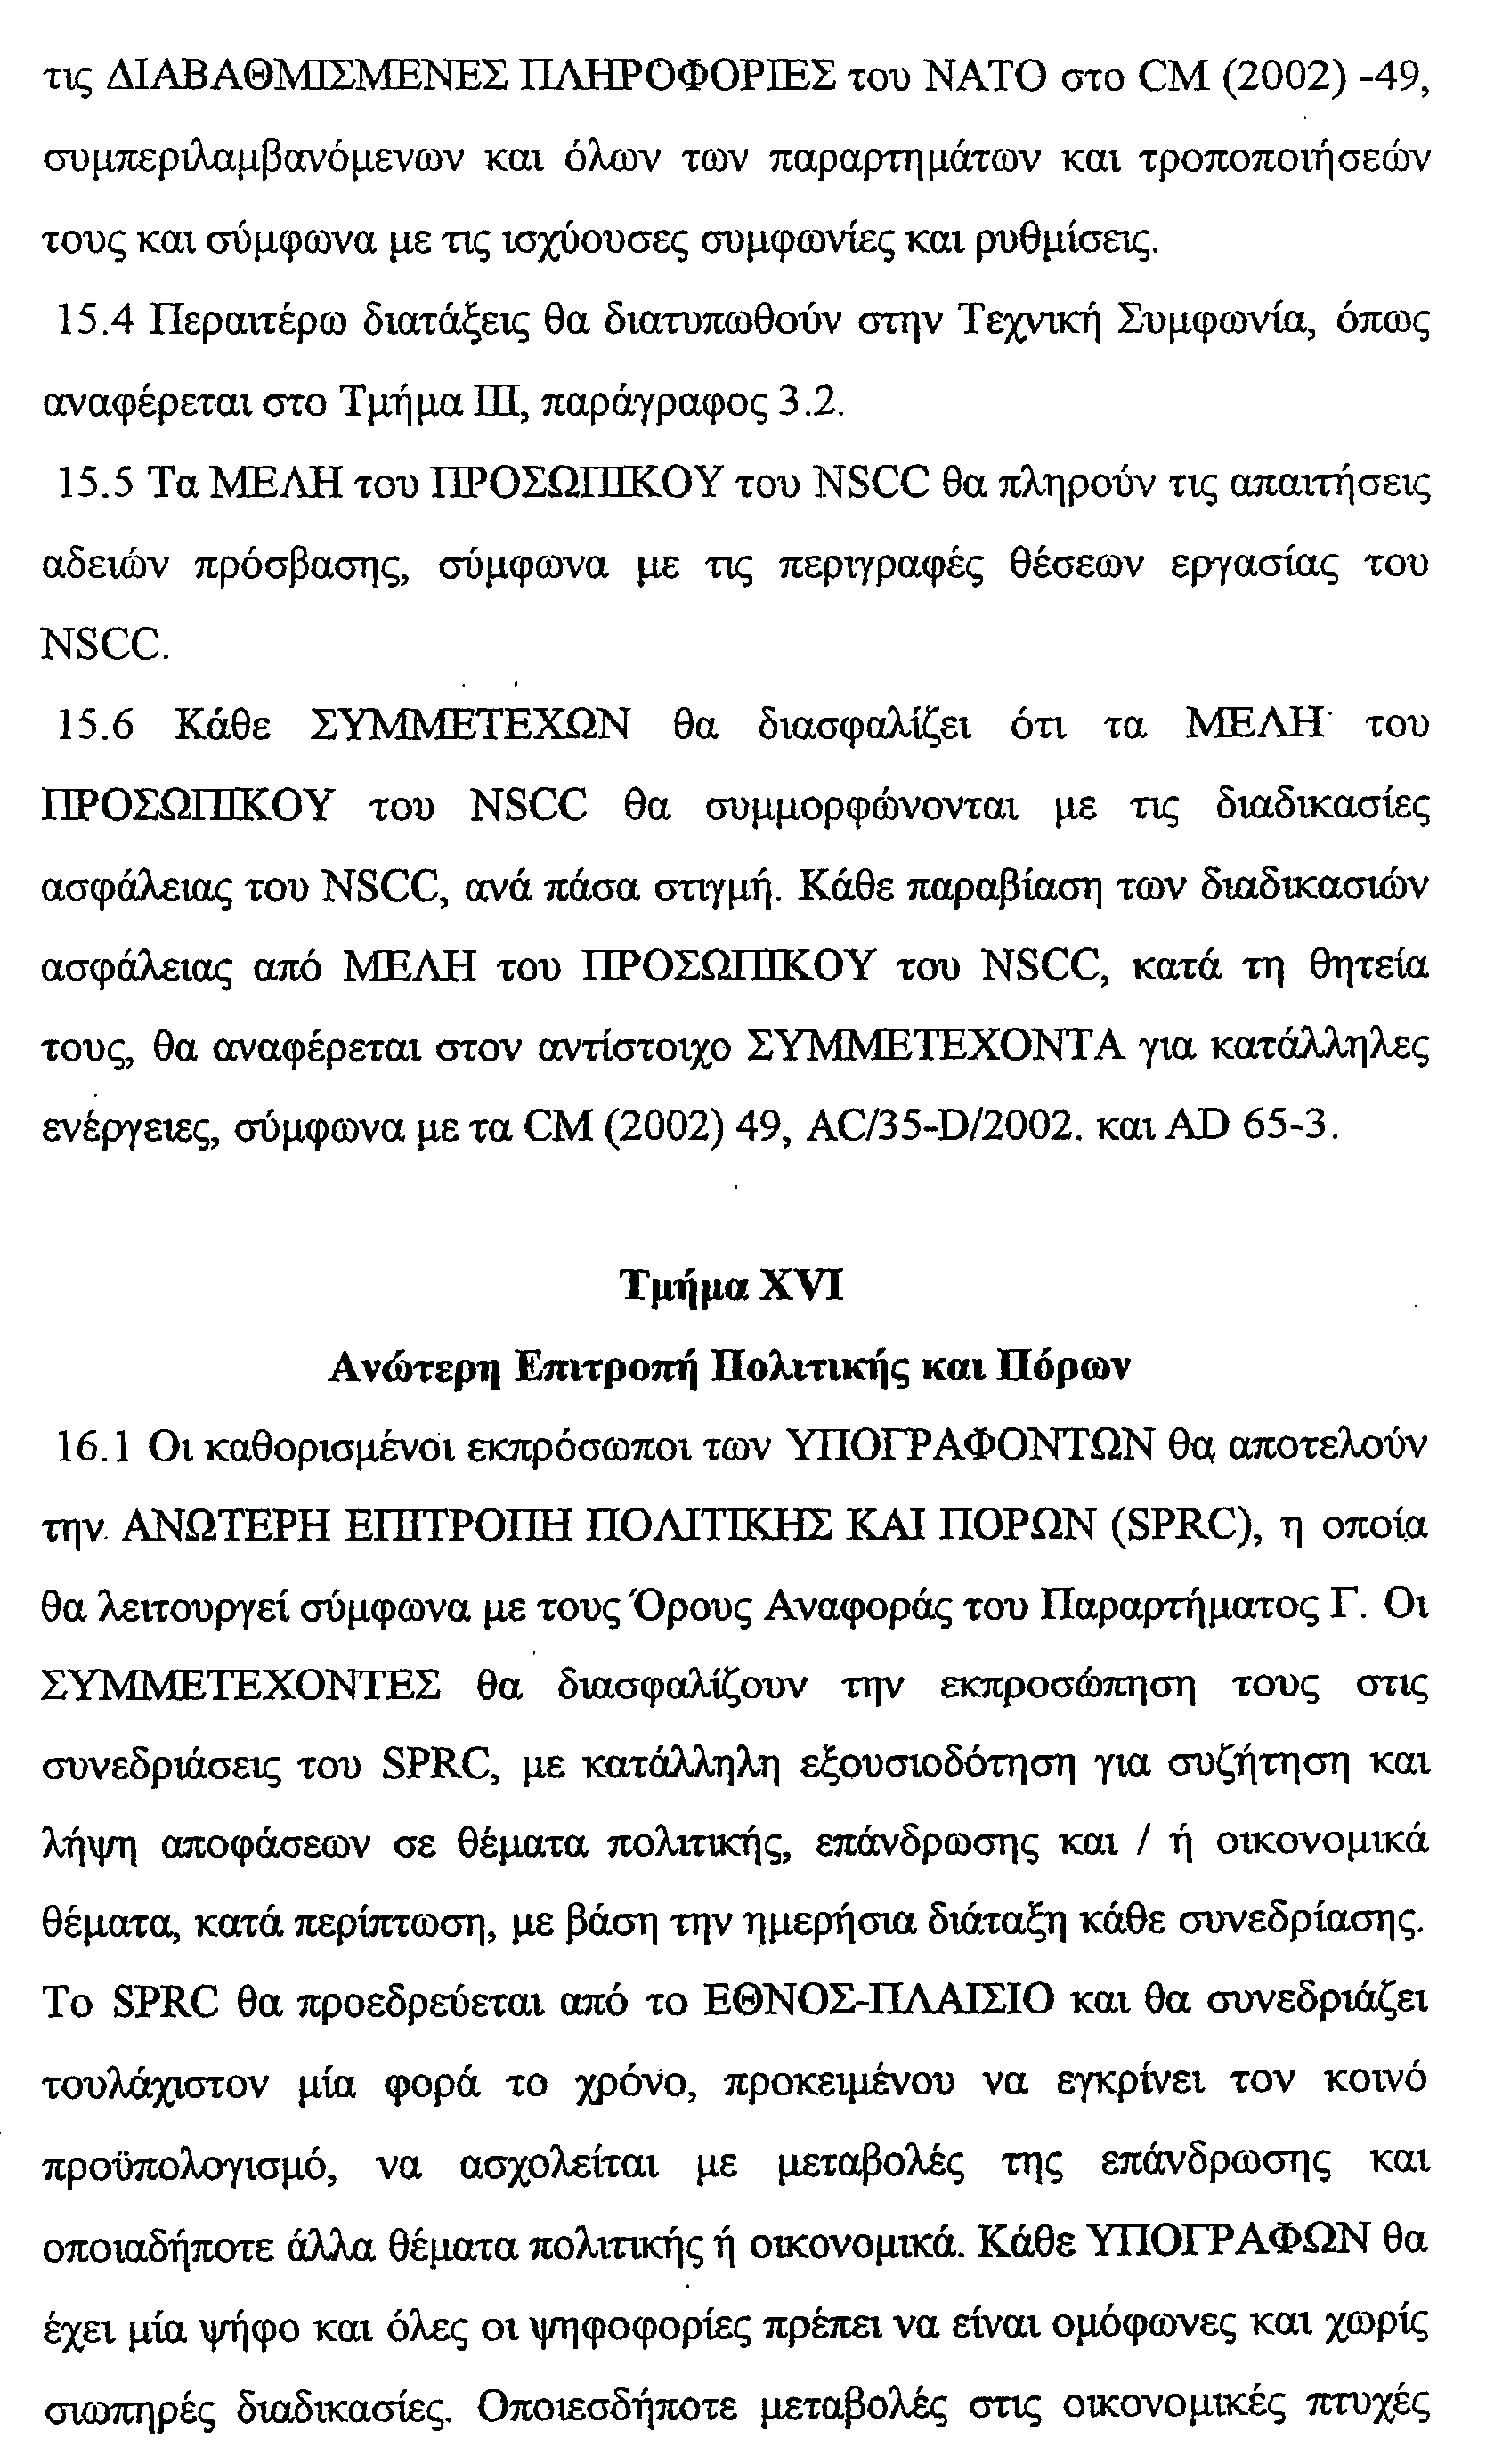 τις ΔΙΑΒΑΘΜΙΣΜΕΝΕΣ ΠΛΗΡΟΦΟΡΙΕΣ του ΝΑΤΟ στο CM (2002) -49,
συμπεριλαμβανόμενων και όλων των παραρτημάτων και τροποποιήσεών
τους και σύμφωνα με τις ισχύουσες συμφωνίες και ρυθμίσεις.
15.4 Περαιτέρω διατάξεις θα διατυπωθούν στην Τεχνική Συμφωνία, όπως
αναφέρεται στο Τμήμα ΙΙΙ, παράγραφος 3.2.
15.5 Τα ΜΕΛΗ του ΠΡΟΣΩΠΙΚΟΥ του NSCC θα πληρούν τις απαιτήσεις
αδειών πρόσβασης, σύμφωνα με τις περιγραφές θέσεων εργασίας του
NSCC.
15.6 Κάθε ΣΥΜΜΕΤΕΧΩΝ θα διασφαλίζει ότι τα ΜΕΛΗ του
ΠΡΟΣΩΠΙΚΟΥ του NSCC θα συμμορφώνονται με τις διαδικασίες
ασφάλειας του NSCC, ανά πάσα στιγμή. Κάθε παραβίαση των διαδικασιών
ασφάλειας από ΜΕΛΗ του ΠΡΟΣΩΠΙΚΟΥ του NSCC, κατά τη θητεία
τους, θα αναφέρεται στον αντίστοιχο ΣΥΜΜΕΤΕΧΟΝΤΑ για κατάλληλες
ενέργειες, σύμφωνα με τα CM (2002) 49, AC/35-D/2002. και AD 65-3.
Τμήμα XVI
Ανώτερη Επιτροπή Πολιτικής και Πόρων
16.1 Οι καθορισμένοι εκπρόσωποι των ΥΠΟΓΡΑΦΟΝΤΩΝ θα αποτελούν
την ΑΝΩΤΕΡΗ ΕΠΙΤΡΟΠΗ ΠΟΛΙΤΙΚΗΣ ΚΑΙ ΠΟΡΩΝ (SPRC), η οποία
θα λειτουργεί σύμφωνα με τους Όρους Αναφοράς του Παραρτήματος Γ. Οι
ΣΥΜΜΕΤΕΧΟΝΤΕΣ θα διασφαλίζουν την εκπροσώπηση τους στις
συνεδριάσεις του SPRC, με κατάλληλη εξουσιοδότηση για συζήτηση και
λήψη αποφάσεων σε θέματα πολιτικής, επάνδρωσης και / ή οικονομικά
θέματα, κατά περίπτωση, με βάση την ημερήσια διάταξη κάθε συνεδρίασης.
Το SPRC θα προεδρεύεται από το ΕΘΝΟΣ-ΠΛΑΙΣΙΟ και θα συνεδριάζει
τουλάχιστον μία φορά το χρόνο, προκειμένου να εγκρίνει τον κοινό
προϋπολογισμό, να ασχολείται με μεταβολές της επάνδρωσης και
οποιαδήποτε άλλα θέματα πολιτικής ή οικονομικά. Κάθε ΥΠΟΓΡΑΦΩΝ θα
έχει μία ψήφο και όλες οι ψηφοφορίες πρέπει να είναι ομόφωνες και χωρίς
σιωπηρές διαδικασίες. Οποιεσδήποτε μεταβολές στις οικονομικές πτυχές